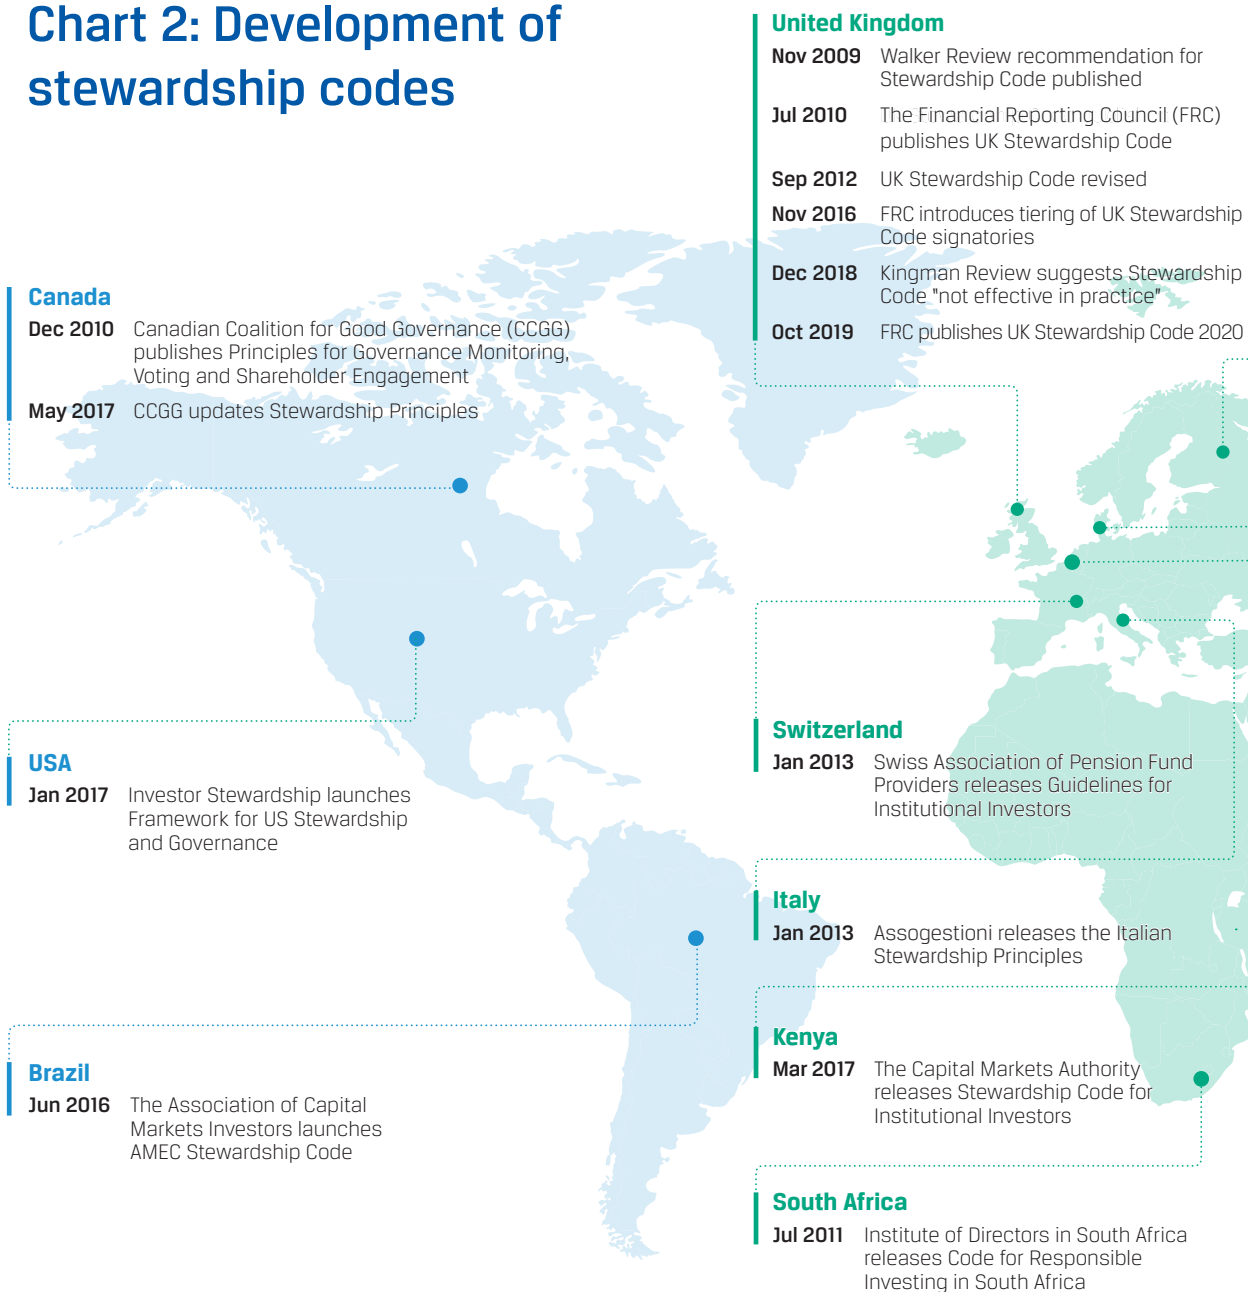 Chart 2: Development of
stewardship codes
Canada
Dec 2010 Canadian Coalition for Good Governance (CCGG)
publishes Principles for Governance Monitoring,
Voting and Shareholder Engagement
May 2017 CCGG updates Stewardship Principles
USA
Jan 2017 Investor Stewardship launches
Framework for US Stewardship
and Governance
Brazil
Jun 2016 The Association of Capital
Markets Investors launches
AMEC Stewardship Code
United Kingdom
Nov 2009 Walker Review recommendation for
Stewardship Code published
Jul 2010 The Financial Reporting Council (FRC)
publishes UK Stewardship Code
Sep 2012 UK Stewardship Code revised
Nov 2016 FRC introduces tiering of UK Stewardship
Code signatories
Dec 2018 Kingman Review suggests Stewardship
Code "not effective in practice"
Oct 2019 FRC publishes UK Stewardship Code 2020
Switzerland
Jan 2013 Swiss Association of Pension Fund
Providers releases Guidelines for
Institutional Investors
Italy
Jan 2013 Assogestioni releases the Italian
Stewardship Principles
Kenya
Mar 2017 The Capital Markets Authority
releases Stewardship Code for
Institutional Investors
South Africa
Jul 2011 Institute of Directors in South Africa
releases Code for Responsible
Investing in South Africa